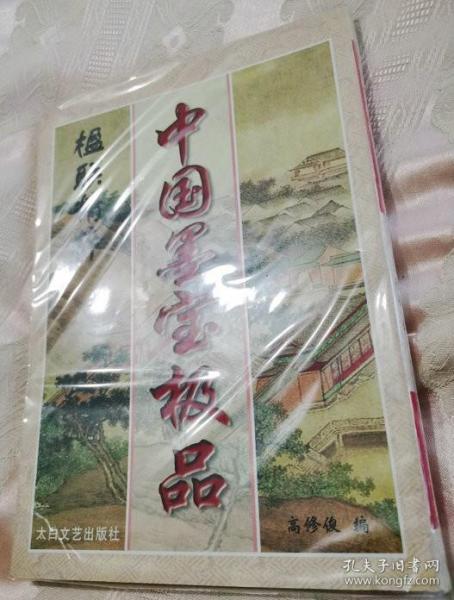 中国墨宝极品
楹联
高修俊 编
太白文艺出版社
孔夫子旧书网
www.kongfz.com